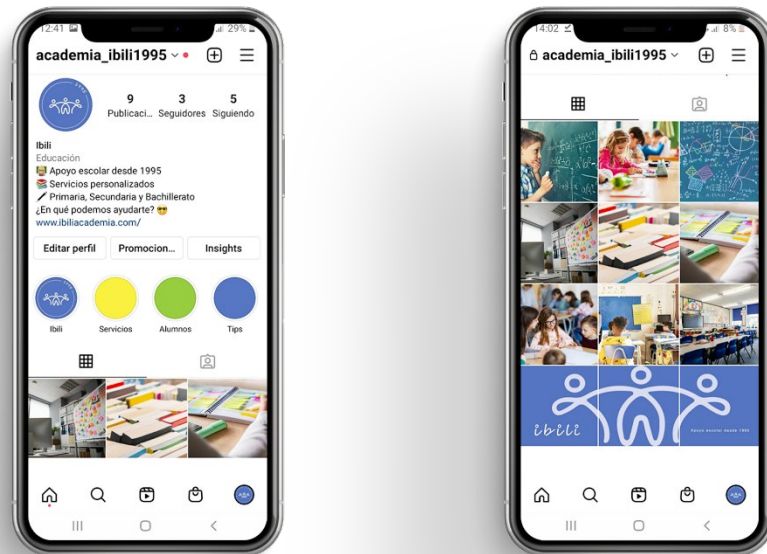 12:41
29%
academia_ibili1995
9
3
5
Publicaci... Seguidores Siguiendo
Ibili
Educación
Apoyo escolar desde 1995
Servicios personalizados
Primaria, Secundaria y Bachillerato
¿En qué podemos ayudarte?
www.ibiliacademia.com/
Editar perfil
Promocion...
Insights
Ibili
Servicios
Alumnos
Tips
14:02
8%
academia_ibili1995
ibili
Apoyo escolar desde 1995